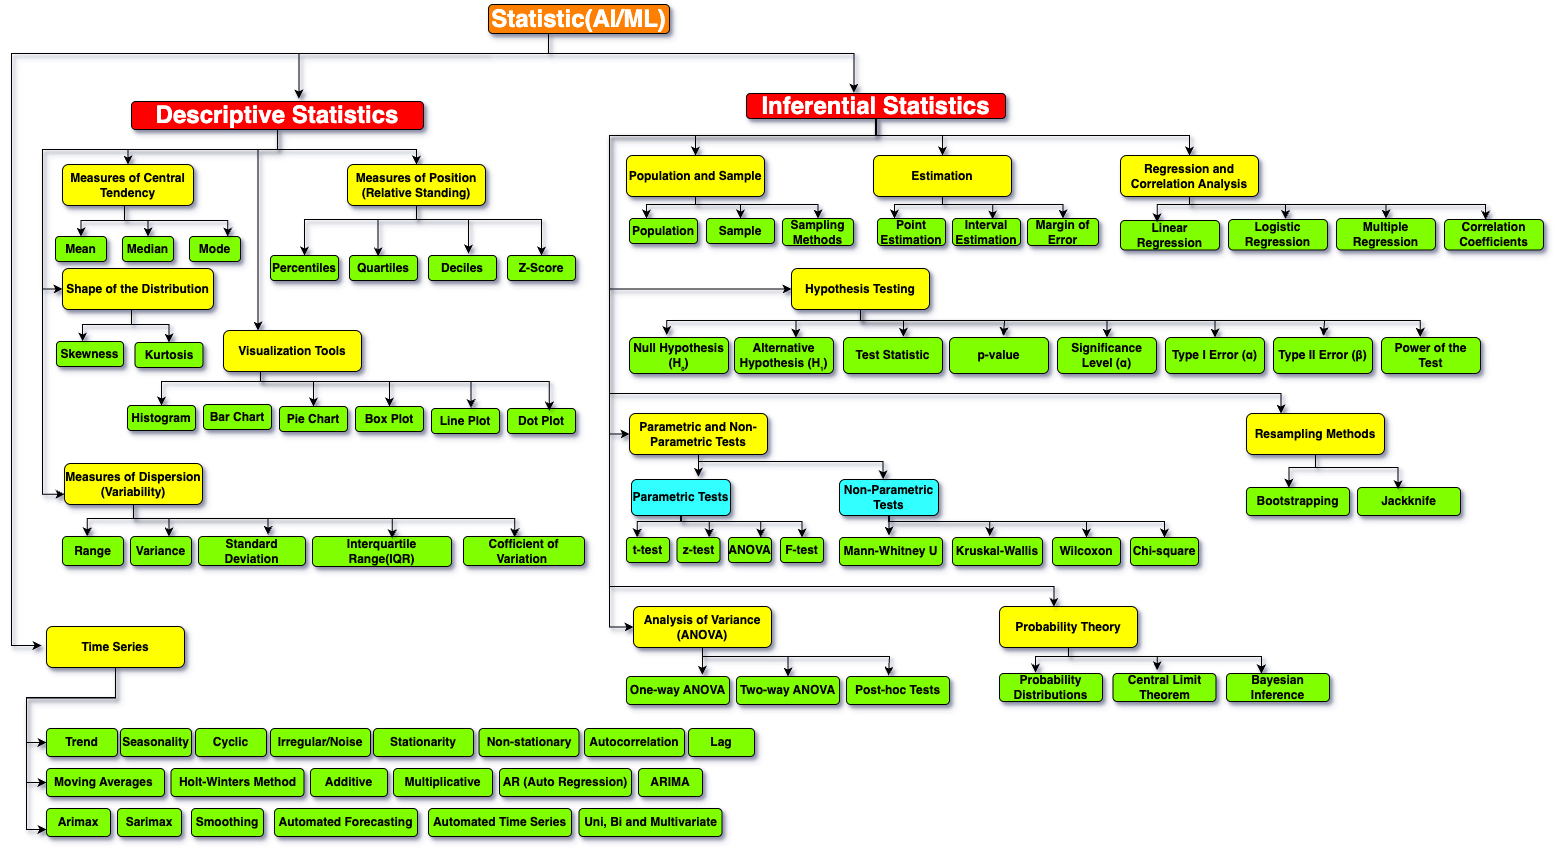 Statistic(AI/ML)
Descriptive Statistics
Inferential Statistics
Measures of Central
Tendency
Measures of Position
(Relative Standing)
Mean
Median
Mode
Percentiles
Quartiles
Deciles
Z-Score
Shape of the Distribution
Skewness
Kurtosis
Visualization Tools
Histogram
Bar Chart
Pie Chart
Box Plot
Line Plot
Dot Plot
Measures of Dispersion
(Variability)
Range
Variance
Standard
Deviation
Interquartile
Range(IQR)
Cofficient of
Variation
Population and Sample
Estimation
Regression and
Correlation Analysis
Population
Sample
Sampling
Methods
Point
Estimation
Interval
Estimation
Margin of
Error
Linear
Regression
Logistic
Regression
Multiple
Regression
Correlation
Coefficients
Hypothesis Testing
Null Hypothesis
(H₀)
Alternative
Hypothesis (H₁)
Test Statistic
p-value
Significance
Level (α)
Type I Error (α)
Type II Error (β)
Power of the
Test
Parametric and Non-
Parametric Tests
Resampling Methods
Parametric Tests
Non-Parametric
Tests
Bootstrapping
Jackknife
t-test
z-test
ANOVA
F-test
Mann-Whitney U
Kruskal-Wallis
Wilcoxon
Chi-square
Analysis of Variance
(ANOVA)
Probability Theory
One-way ANOVA
Two-way ANOVA
Post-hoc Tests
Probability
Distributions
Central Limit
Theorem
Bayesian
Inference
Time Series
Trend
Seasonality
Cyclic
Irregular/Noise
Stationarity
Non-stationary
Autocorrelation
Lag
Moving Averages
Holt-Winters Method
Additive
Multiplicative
AR (Auto Regression)
ARIMA
Arimax
Sarimax
Smoothing
Automated Forecasting
Automated Time Series
Uni, Bi and Multivariate